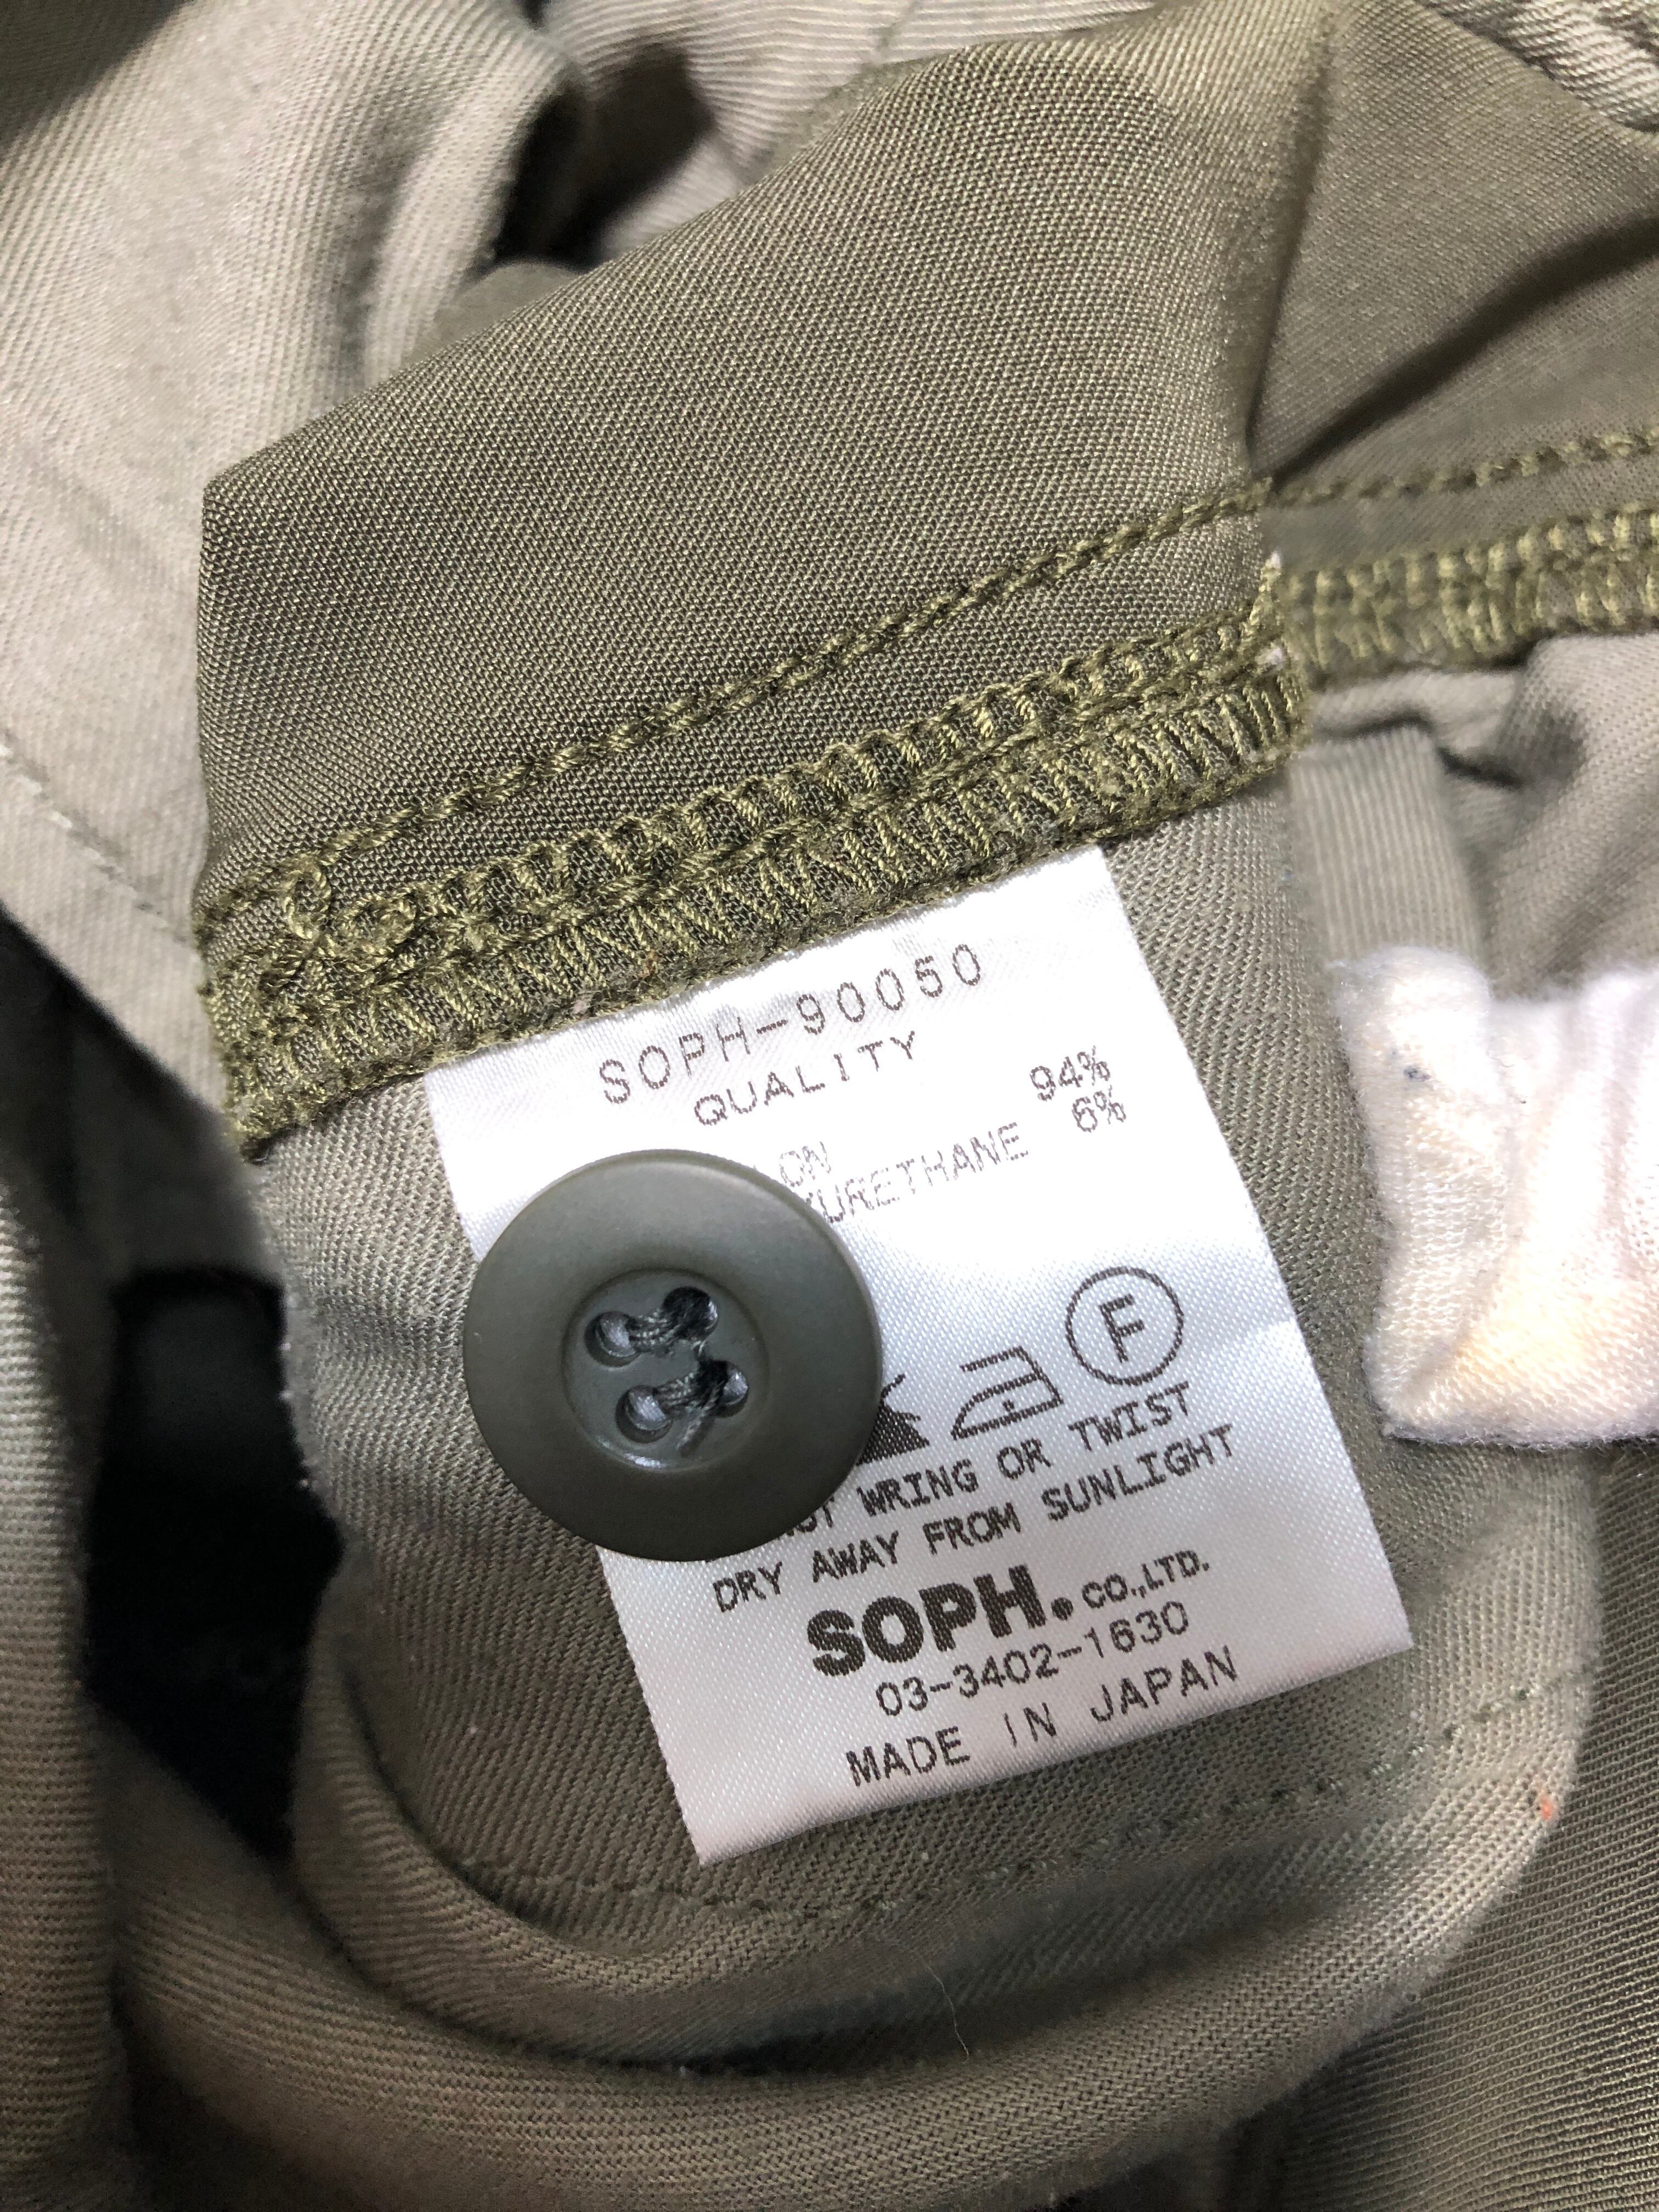 SOPH-90050
QUALITY
94%
URETHANE 6%
F
WRING OR TWIST
DRY AWAY FROM SUNLIGHT
SOPH. CO.,LTD.
03-3402-1630
MADE IN JAPAN